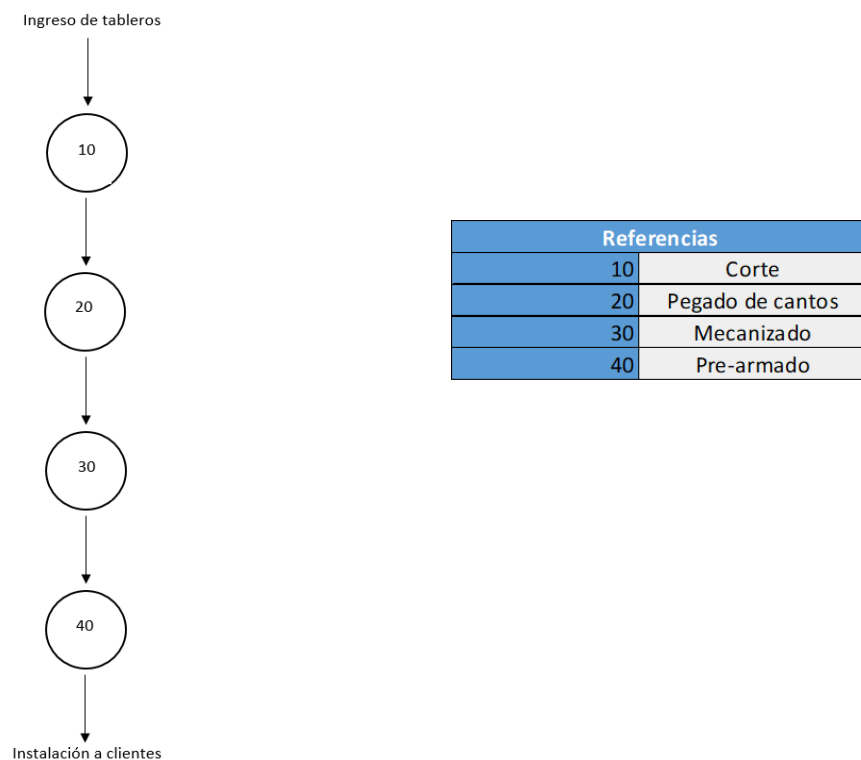 Ingreso de tableros
10
20
30
40
Instalación a clientes
Referencias
10 Corte
20 Pegado de cantos
30 Mecanizado
40 Pre-armado